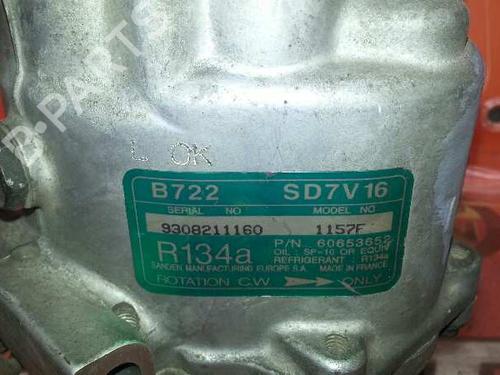 D-PARTS
L OK
B722 SD7V16
SERIAL NO MODEL NO
9308211160 1157F
P/N. 60653652
R134a OIL : SP-10 OR EQUIV
REFRIGERANT : R134a
SANDEN MANUFACTURING EUROPE S.A. MADE IN FRANCE
ROTATION C.W ONLY